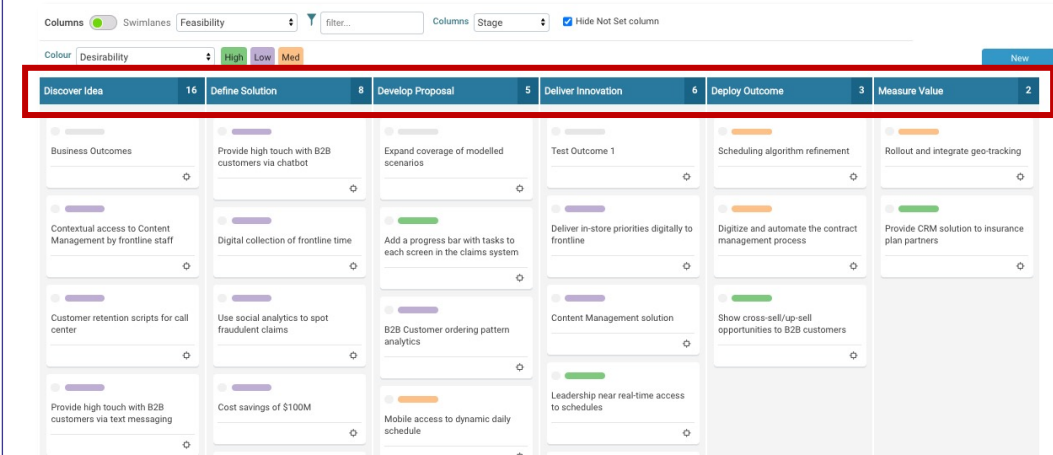 Columns Swimlanes Feasibility filter... Columns Stage Hide Not Set column
Colour Desirability High Low Med New
Discover Idea 16 Define Solution 8 Develop Proposal 5 Deliver Innovation 6 Deploy Outcome 3 Measure Value 2
Business Outcomes
Contextual access to Content
Management by frontline staff
Customer retention scripts for call
center
Provide high touch with B2B
customers via text messaging
Provide high touch with B2B
customers via chatbot
Digital collection of frontline time
Use social analytics to spot
fraudulent claims
Cost savings of $100M
Expand coverage of modelled
scenarios
Add a progress bar with tasks to
each screen in the claims system
B2B Customer ordering pattern
analytics
Mobile access to dynamic daily
schedule
Test Outcome 1
Deliver in-store priorities digitally to
frontline
Content Management solution
Leadership near real-time access
to schedules
Scheduling algorithm refinement
Digitize and automate the contract
management process
Show cross-sell/up-sell
opportunities to B2B customers
Rollout and integrate geo-tracking
Provide CRM solution to insurance
plan partners